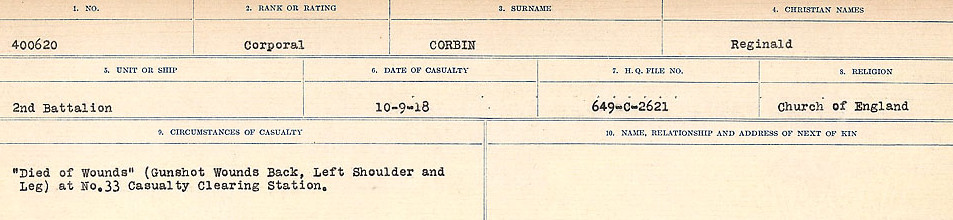 1. NO. 2. RANK OR RATING 3. SURNAME 4. CHRISTIAN NAMES
400620 Corporal CORBIN Reginald
5. UNIT OR SHIP 6. DATE OF CASUALTY 7. H.Q. FILE NO. 8. RELIGION
2nd Battalion 10-9-18 649-C-2621 Church of England
9. CIRCUMSTANCES OF CASUALTY 10. NAME, RELATIONSHIP AND ADDRESS OF NEXT OF KIN
"Died of Wounds" (Gunshot Wounds Back, Left Shoulder and
Leg) at No.33 Casualty Clearing Station.